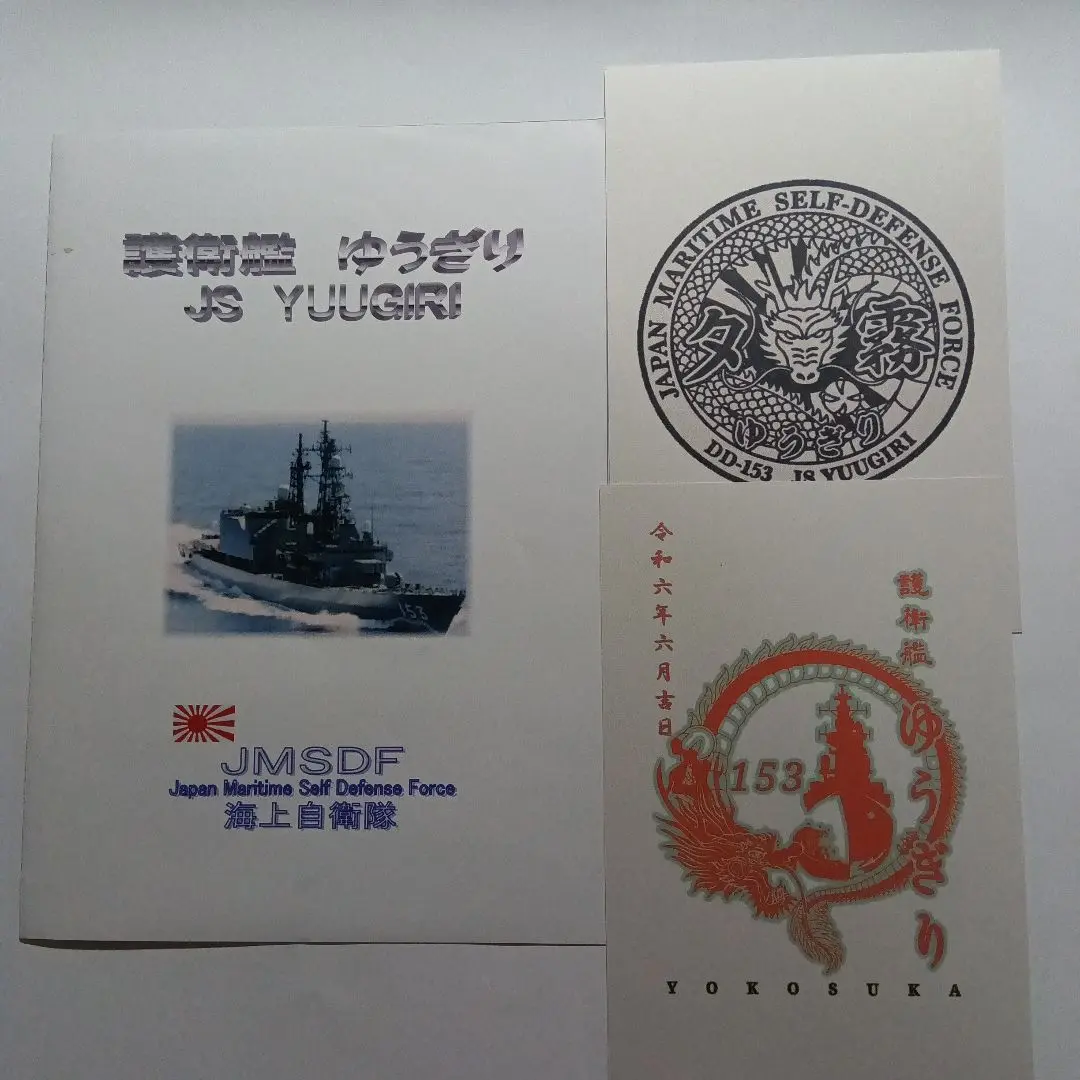 護衛艦 ゆうぎり
JS YUUGIRI
153
JMSDF
Japan Maritime Self Defense Force
海上自衛隊
JAPAN MARITIME SELF-DEFENSE FORCE
夕霧
ゆうぎり
DD-153 JS YUUGIRI
令和六年六月吉日
護衛艦
ゆうぎり
153
YOKOSUKA